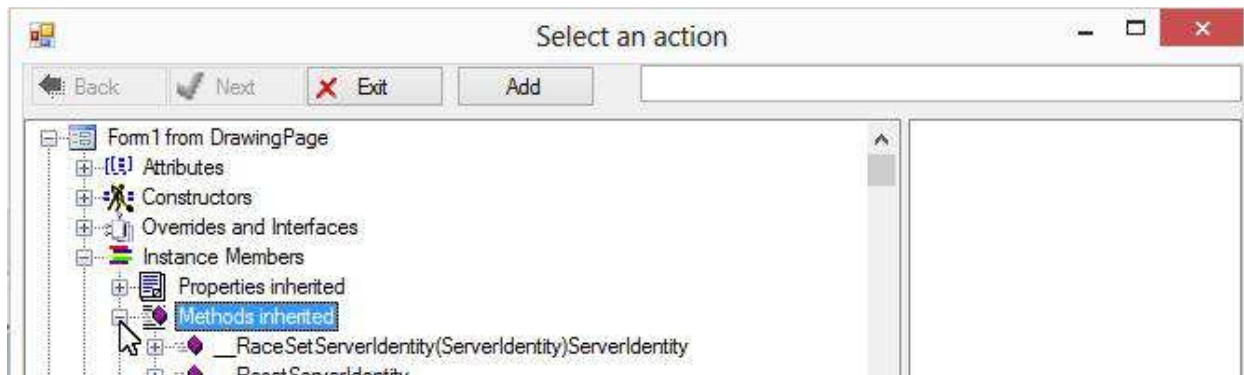 Select an action
Back Next Exit Add
Form1 from DrawingPage
Attributes
Constructors
Overrides and Interfaces
Instance Members
Properties inherited
Methods inherited
__RaceSetServerIdentity(ServerIdentity)ServerIdentity
__ResetServerIdentity